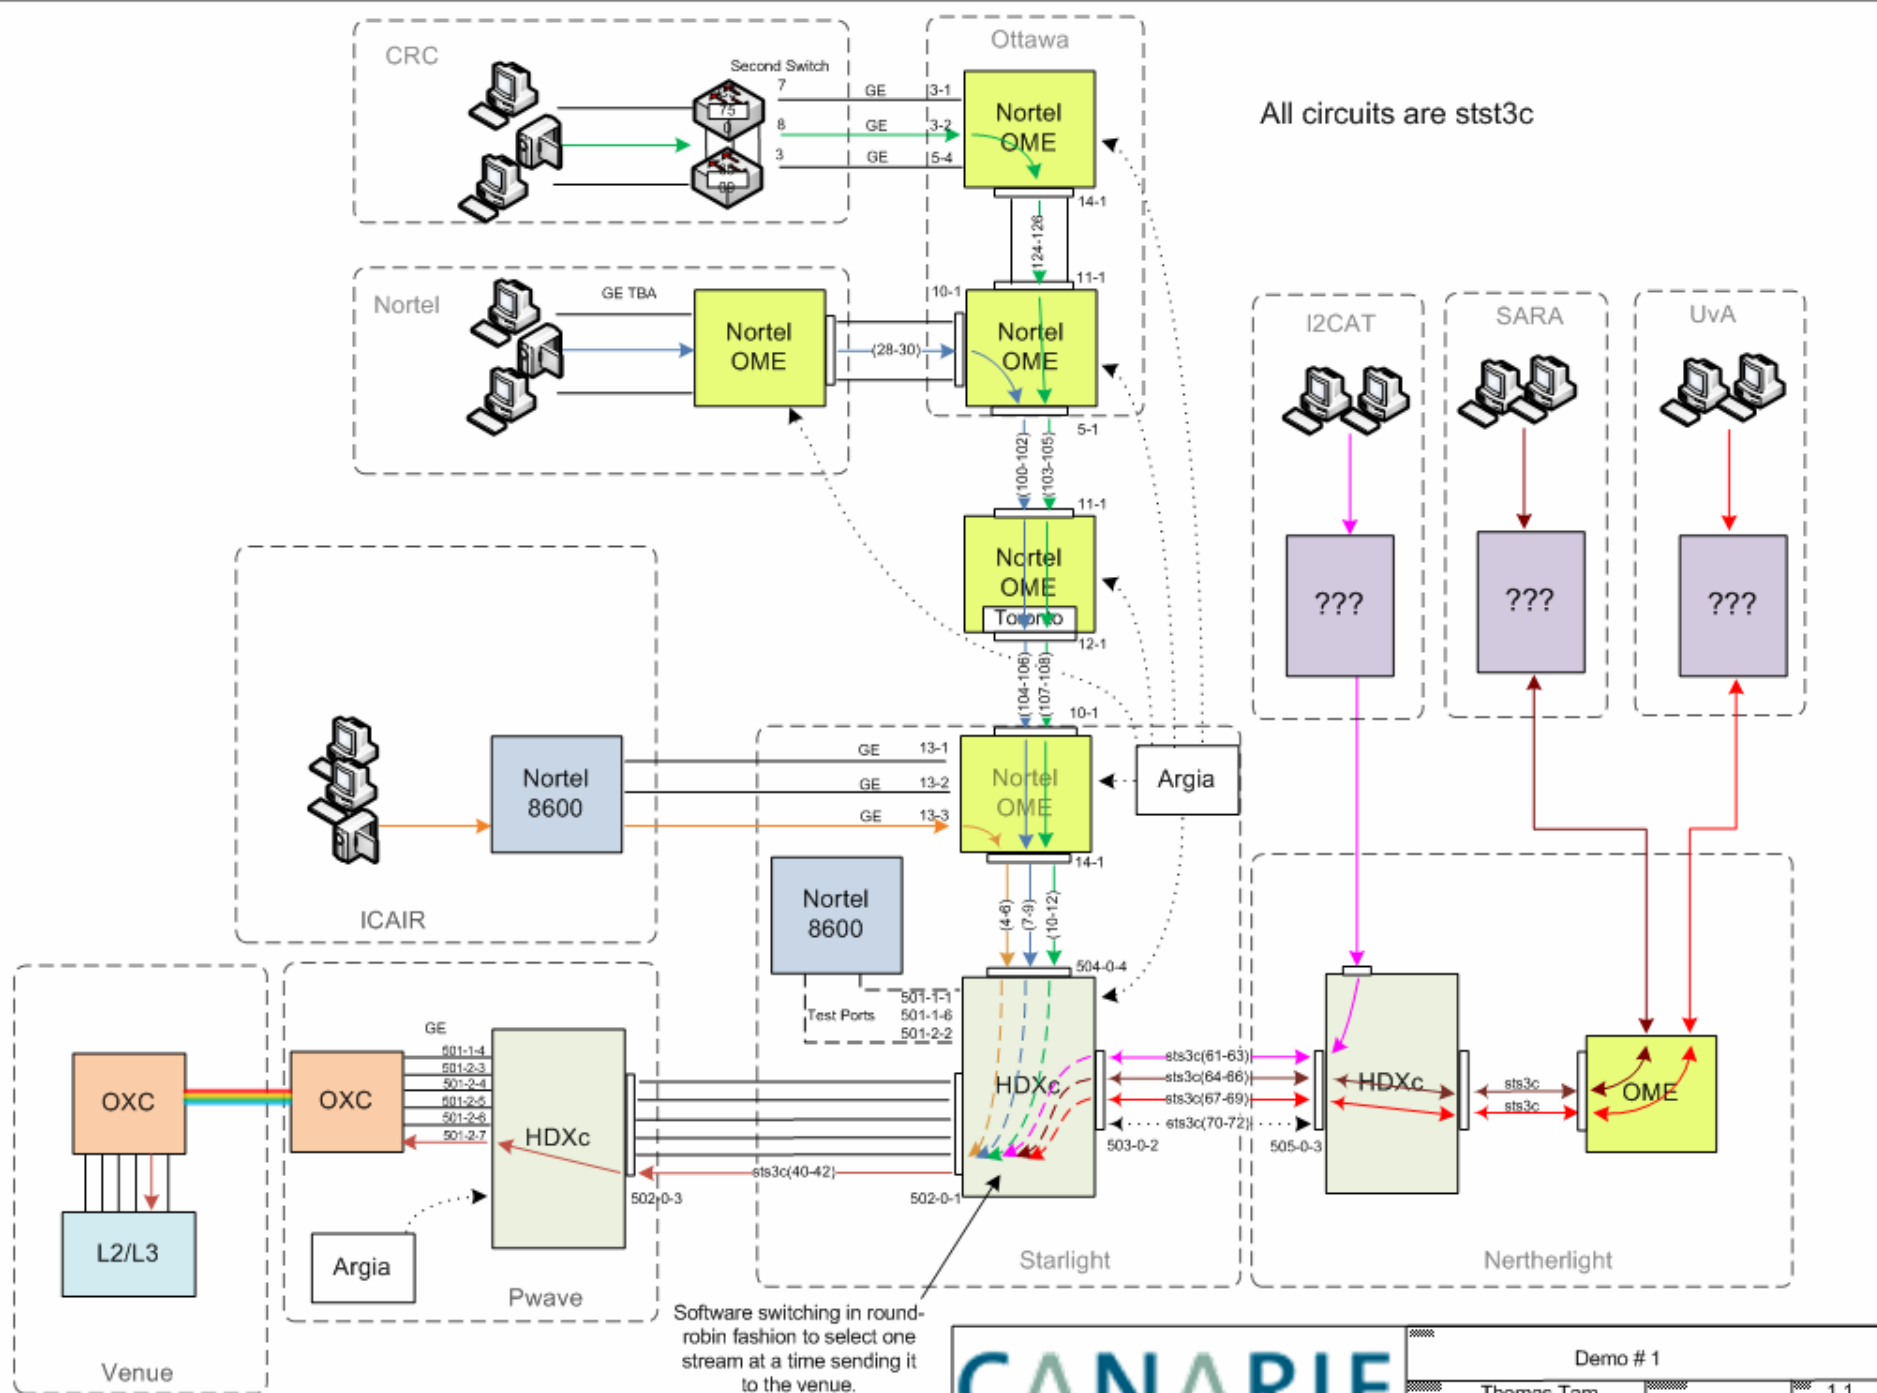 CRC
Second Switch
75
0
7
8
3
GE
GE
GE
3-1
3-2
5-4
Ottawa
Nortel
OME
14-1
124-126
11-1
All circuits are stst3c
Nortel
GE TBA
Nortel
OME
(28-30)
10-1
Nortel
OME
5-1
(100-102)
(103-105)
11-1
Nortel
OME
Toronto
12-1
(104-106)
(107-108)
10-1
I2CAT
???
SARA
???
UvA
???
Nortel
8600
ICAIR
GE
GE
GE
13-1
13-2
13-3
Nortel
OME
14-1
Argia
Nortel
8600
(4-6)
(7-9)
(10-12)
504-0-4
Test Ports
501-1-1
501-1-6
501-2-2
HDXc
sts3c(61-63)
sts3c(64-66)
sts3c(67-69)
sts3c(70-72)
503-0-2
505-0-3
HDXc
sts3c
sts3c
OME
Nertherlight
OXC
L2/L3
Venue
OXC
GE
501-1-4
501-2-3
501-2-4
501-2-5
501-2-6
501-2-7
HDXc
Argia
Pwave
sts3c(40-42)
502-0-3
502-0-1
Starlight
Software switching in round-
robin fashion to select one
stream at a time sending it
to the venue.
CANARIE
Demo # 1
Thomas Tam
1.1